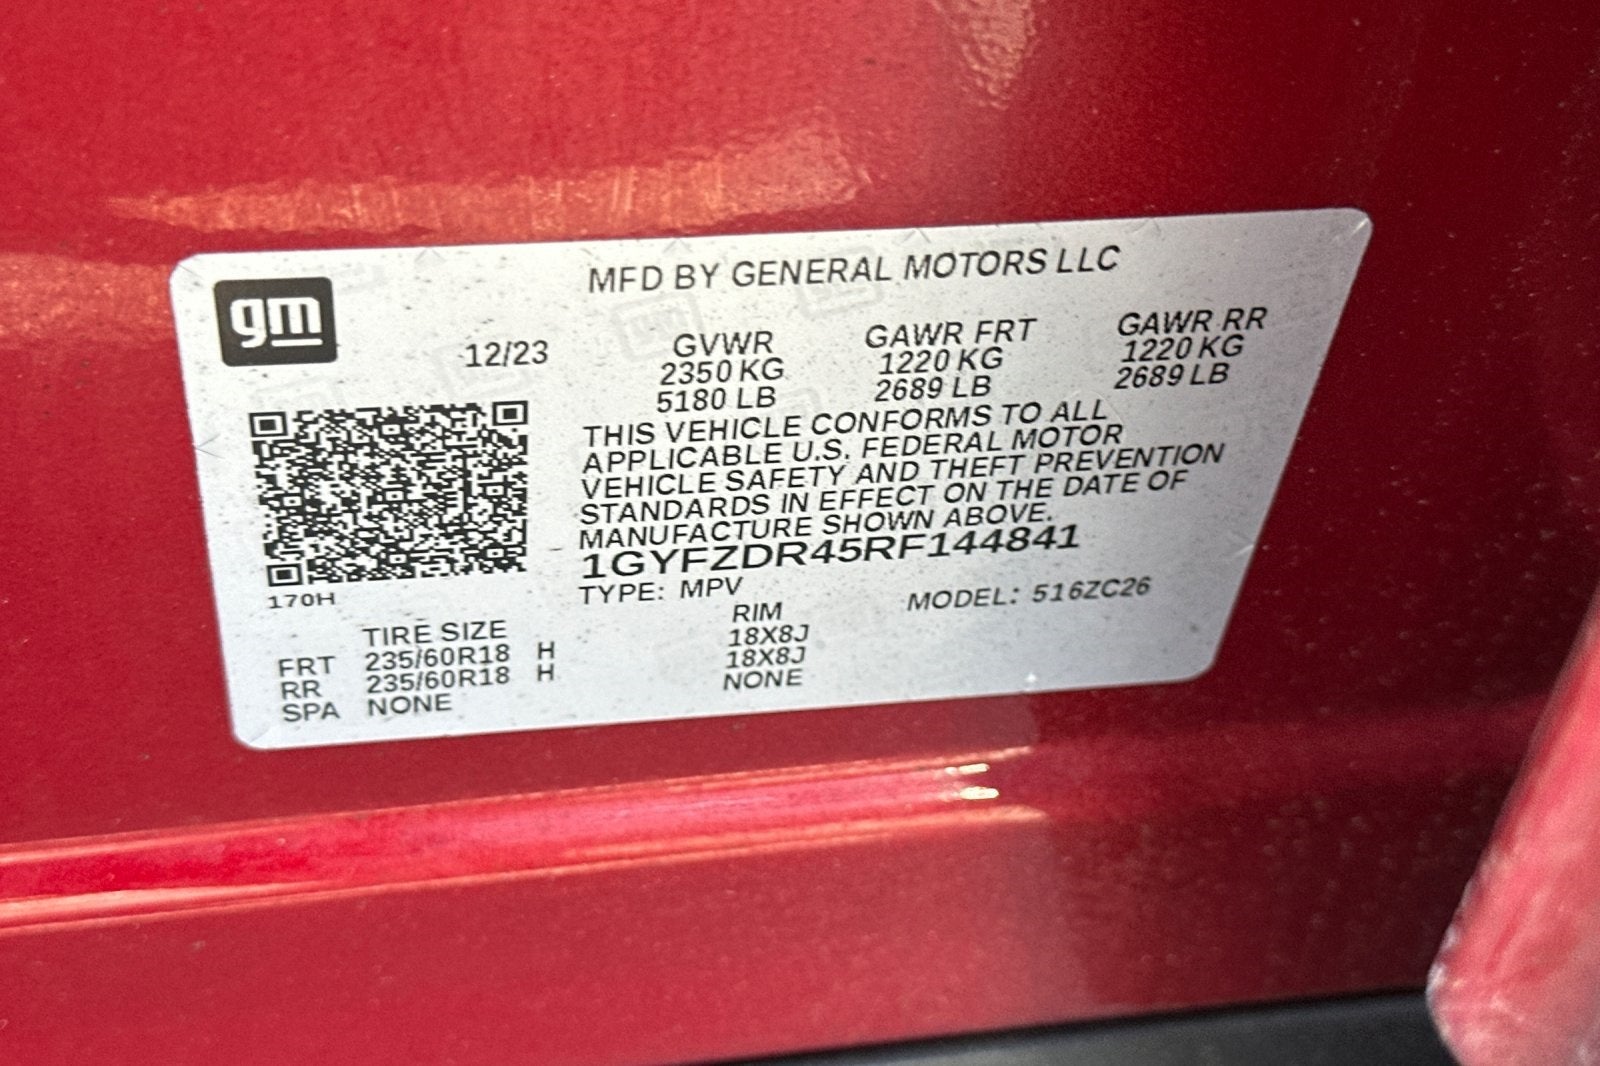 gm
MFD BY GENERAL MOTORS LLC
12/23
GVWR GAWR FRT GAWR RR
2350 KG 1220 KG 1220 KG
5180 LB 2689 LB 2689 LB
THIS VEHICLE CONFORMS TO ALL
APPLICABLE U.S. FEDERAL MOTOR
VEHICLE SAFETY AND THEFT PREVENTION
STANDARDS IN EFFECT ON THE DATE OF
MANUFACTURE SHOWN ABOVE.
1GYFZDR45RF144841
170H
TYPE: MPV MODEL: 516ZC26
TIRE SIZE RIM
FRT 235/60R18 H 18X8J
RR 235/60R18 H 18X8J
SPA NONE NONE